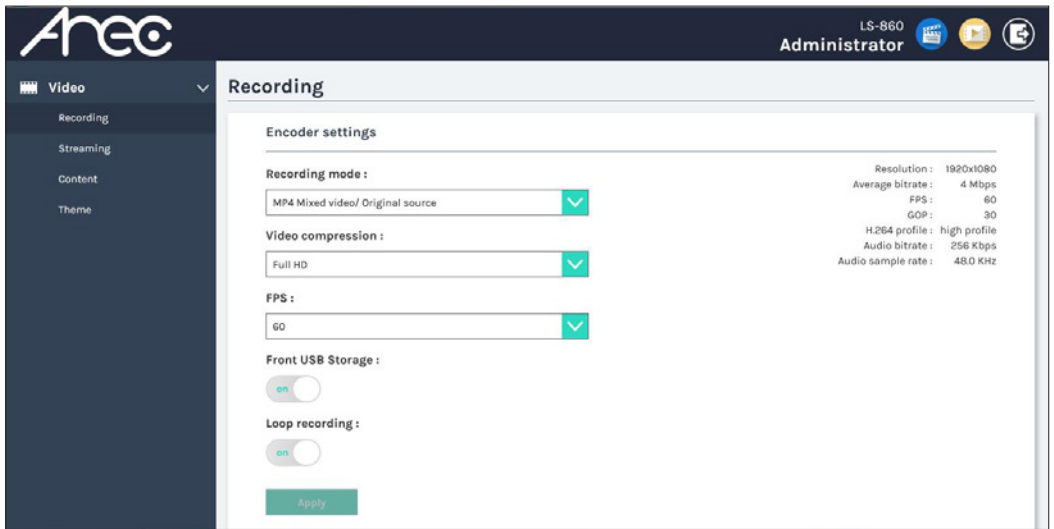 Arec
LS-860
Administrator
Video
Recording
Streaming
Content
Theme
Recording
Encoder settings
Recording mode :
MP4 Mixed video/ Original source
Video compression :
Full HD
FPS :
60
Front USB Storage :
on
Loop recording :
on
Apply
Resolution : 1920x1080
Average bitrate : 4 Mbps
FPS : 60
GOP : 30
H.264 profile : high profile
Audio bitrate : 256 Kbps
Audio sample rate : 48.0 KHz